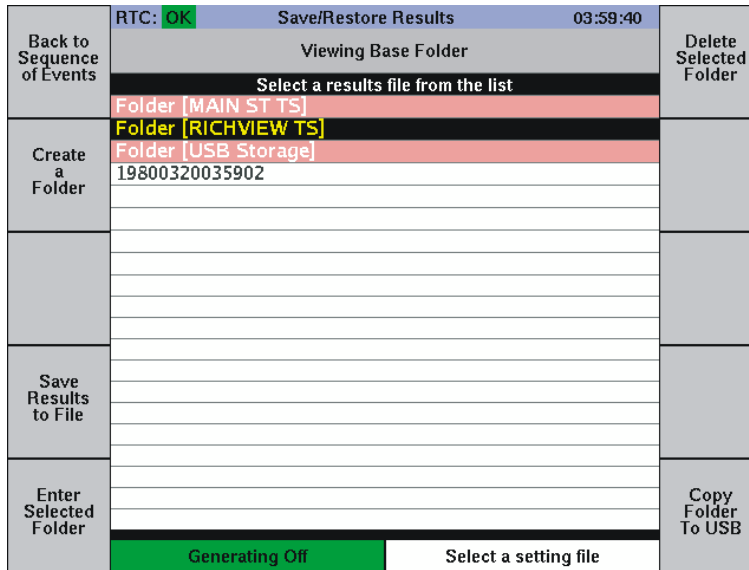 RTC: OK Save/Restore Results 03:59:40
Back to
Sequence
of Events
Viewing Base Folder
Delete
Selected
Folder
Select a results file from the list
Folder [MAIN ST TS]
Folder [RICHVIEW TS]
Folder [USB Storage]
19800320035902
Create
a
Folder
Save
Results
to File
Enter
Selected
Folder
Copy
Folder
To USB
Generating Off
Select a setting file